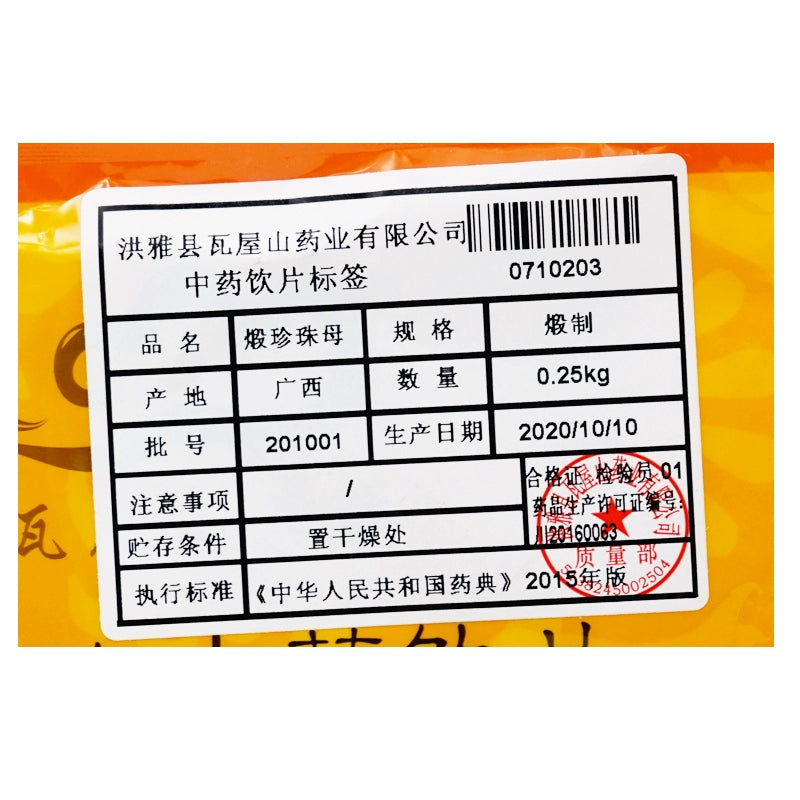 洪雅县瓦屋山药业有限公司
中药饮片标签
0710203
品名 煅珍珠母 规格 煅制
产地 广西 数量 0.25kg
批号 201001 生产日期 2020/10/10
注意事项 /
合格证 检验员 01
药品生产许可证编号:
川20160063
贮存条件 置干燥处
质量部
执行标准 《中华人民共和国药典》2015年版